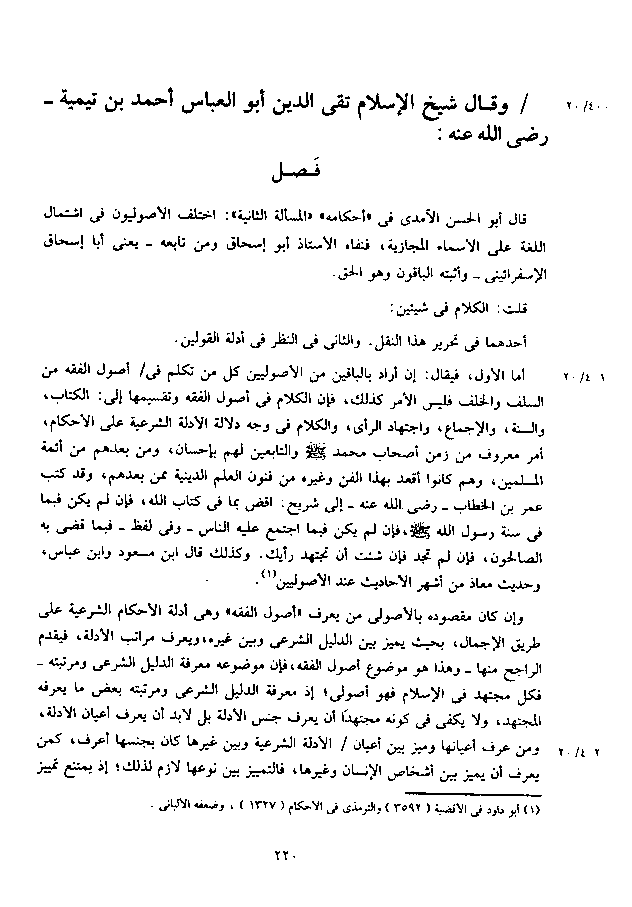 ٢٠/٤٠٠ / وقـال شيخ الإسلام تقى الدين أبو العباس أحمد بن تيمية ـ
رضى الله عنه :
فَـصـل
قال أبو الحسن الآمدى فى «أحكامه» «المسألة الثانية»: اختلف الأصوليون فى اشتمال
اللغة على الأسماء المجازية، فنفاه الأستاذ أبو إسحاق ومن تابعه ـ يعنى أبا إسحاق
الإسفرائينى ـ وأثبته الباقون وهو الحق.
قلت: الكلام فى شيئين:
أحدهما فى تحرير هذا النقل. والثانى فى النظر فى أدلة القولين.
٢٠/٤٠١ أما الأول، فيقال: إن أراد بالباقين من الأصوليين كل من تكلم فى/ أصول الفقه من
السلف والخلف فليس الأمر كذلك، فإن الكلام فى أصول الفقه وتقسيمها إلى: الكتاب،
والسنة، والإجماع، واجتهاد الرأى، والكلام فى وجه دلالة الأدلة الشرعية على الأحكام،
أمر معروف من زمن أصحاب محمد ﷺ والتابعين لهم بإحسان، ومن بعدهم من أئمة
المسلمين، وهم كانوا أقعد بهذا الفن وغيره من فنون العلم الدينية ممن بعدهم، وقد كتب
عمر بن الخطاب ـ رضى الله عنه ـ إلى شريح: اقض بما فى كتاب الله، فإن لم يكن فبما
فى سنة رسول الله ﷺ، فإن لم يكن فبما اجتمع عليه الناس ـ وفى لفظ ـ فبما قضى به
الصالحون، فإن لم تجد فإن شئت أن تجتهد رأيك. وكذلك قال ابن مسعود وابن عباس،
وحديث معاذ من أشهر الأحاديث عند الأصوليين(١).
وإن كان مقصوده بالأصولى من يعرف «أصول الفقه» وهى أدلة الأحكام الشرعية على
طريق الإجمال، بحيث يميز بين الدليل الشرعى وبين غيره، ويعرف مراتب الأدلة، فيقدم
الراجح منها ـ وهذا هو موضوع أصول الفقه، فإن موضوعه معرفة الدليل الشرعى ومرتبته ـ
فكل مجتهد فى الإسلام فهو أصولى؛ إذ معرفة الدليل الشرعى ومرتبته بعض ما يعرفه
المجتهد، ولا يكفى فى كونه مجتهدًا أن يعرف جنس الأدلة بل لابد أن يعرف أعيان الأدلة،
٢٠/٤٠٢ ومن عرف أعيانها وميز بين أعيان / الأدلة الشرعية وبين غيرها كان بجنسها أعرف، كمن
يعرف أن يميز بين أشخاص الإنسان وغيرها، فالتمييز بين نوعها لازم لذلك؛ إذ يمتنع تمييز
(١) أبو داود فى الأقضية ( ٣٥٩٢ ) والترمذى فى الأحكام ( ١٣٢٧ ) ، وضعفه الألبانى .
٢٢٠